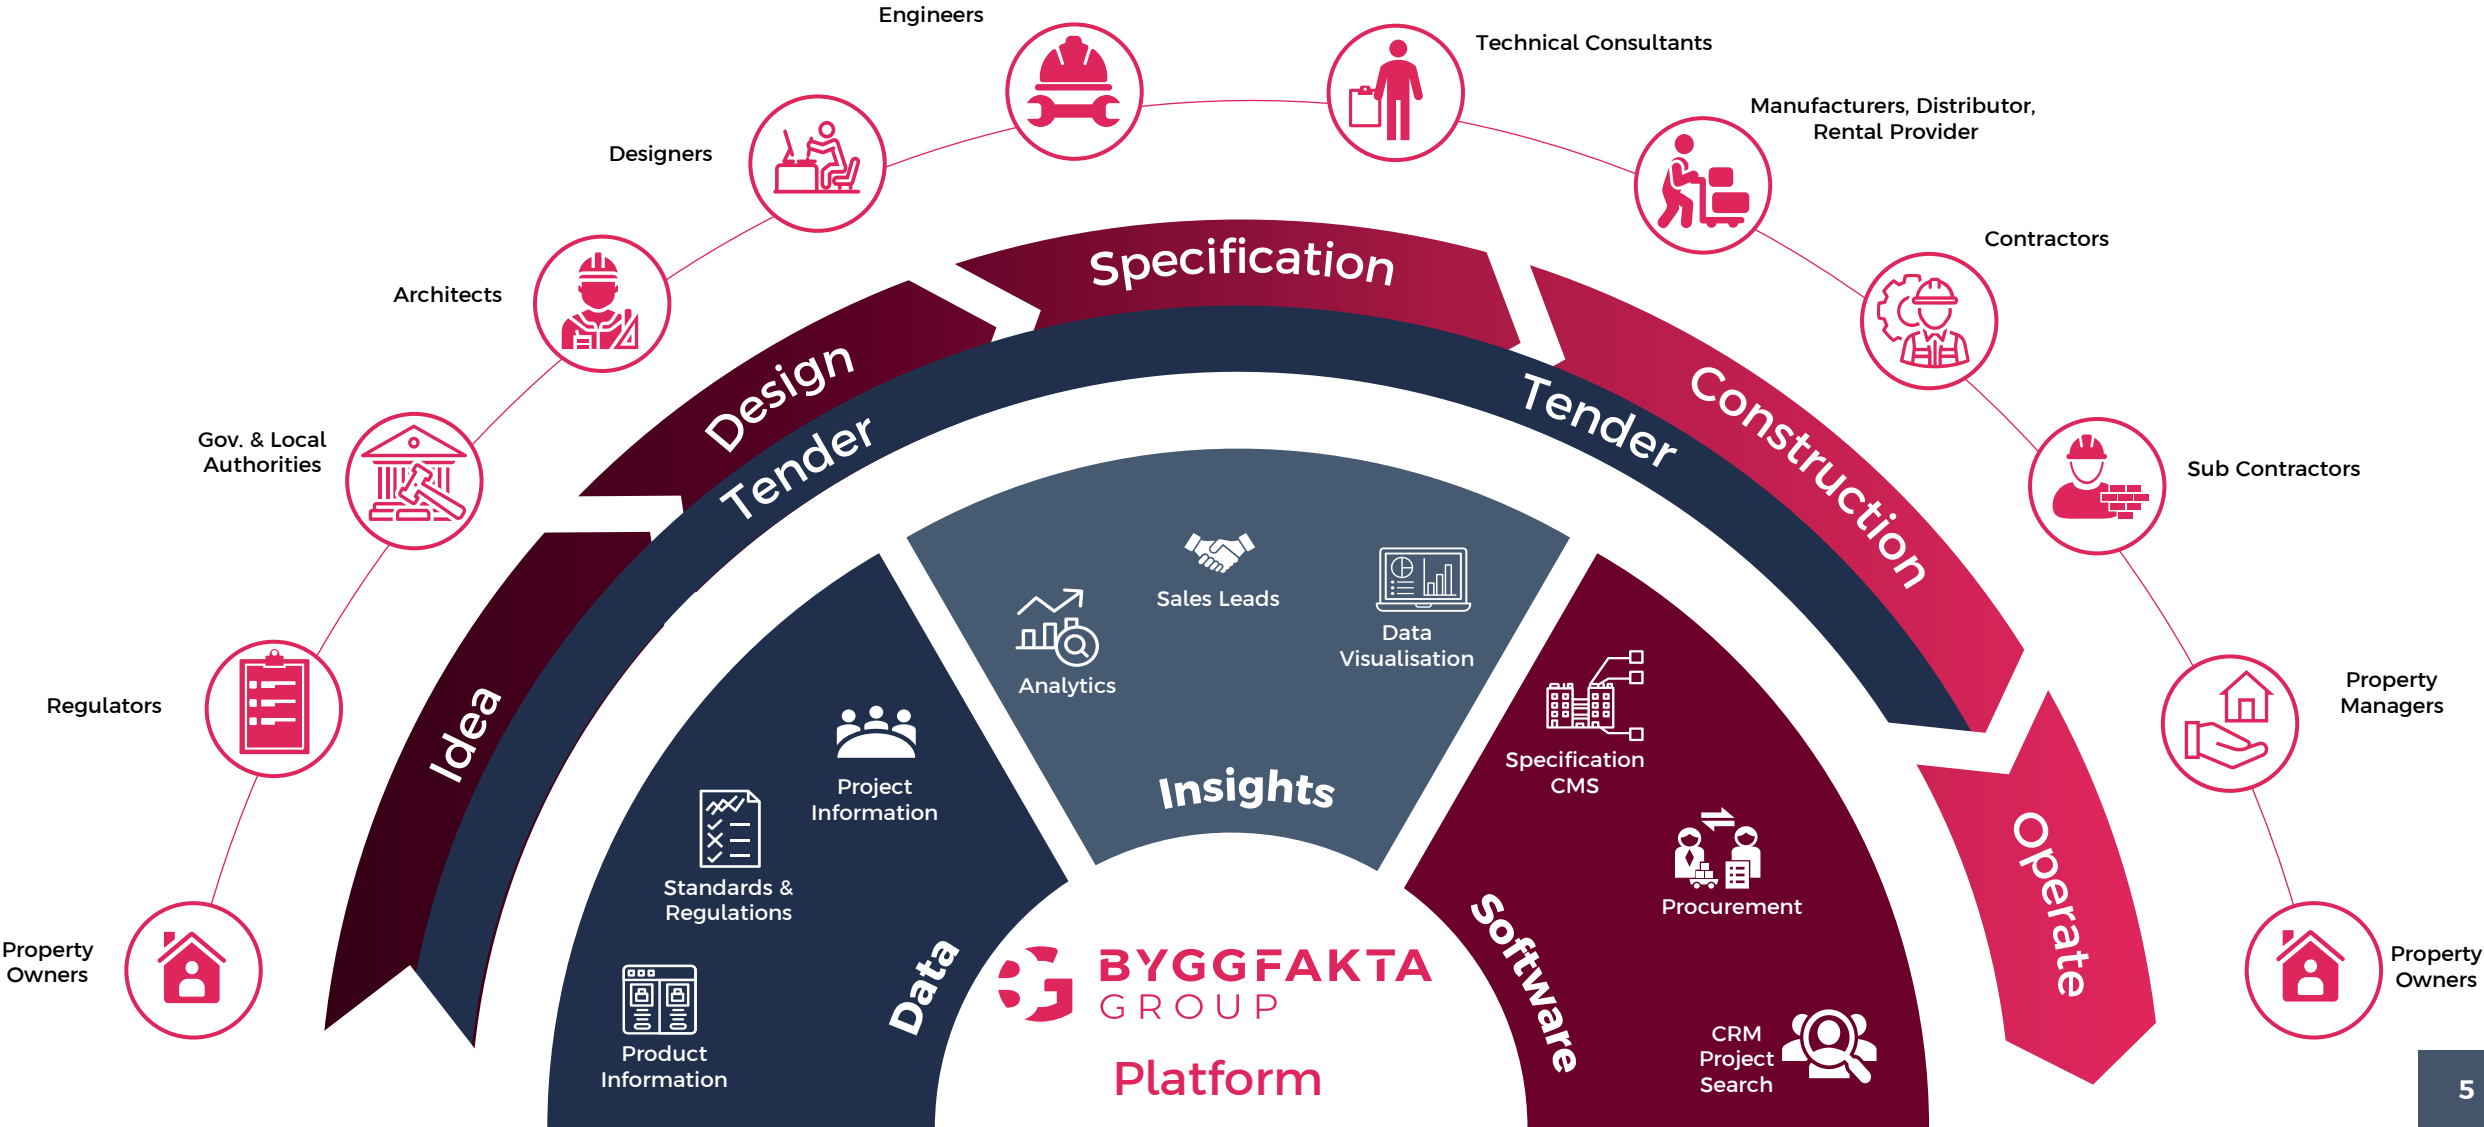 Engineers
Technical Consultants
Manufacturers, Distributor,
Rental Provider
Designers
Contractors
Architects
Gov. & Local
Authorities
Sub Contractors
Regulators
Property
Managers
Property
Owners
Property
Owners
Idea
Design
Specification
Construction
Operate
Tender
Tender
Analytics
Sales Leads
Data
Visualisation
Insights
Project
Information
Standards &
Regulations
Product
Information
Data
Specification
CMS
Procurement
CRM
Project
Search
Software
BYGGFAKTA
GROUP
Platform
5